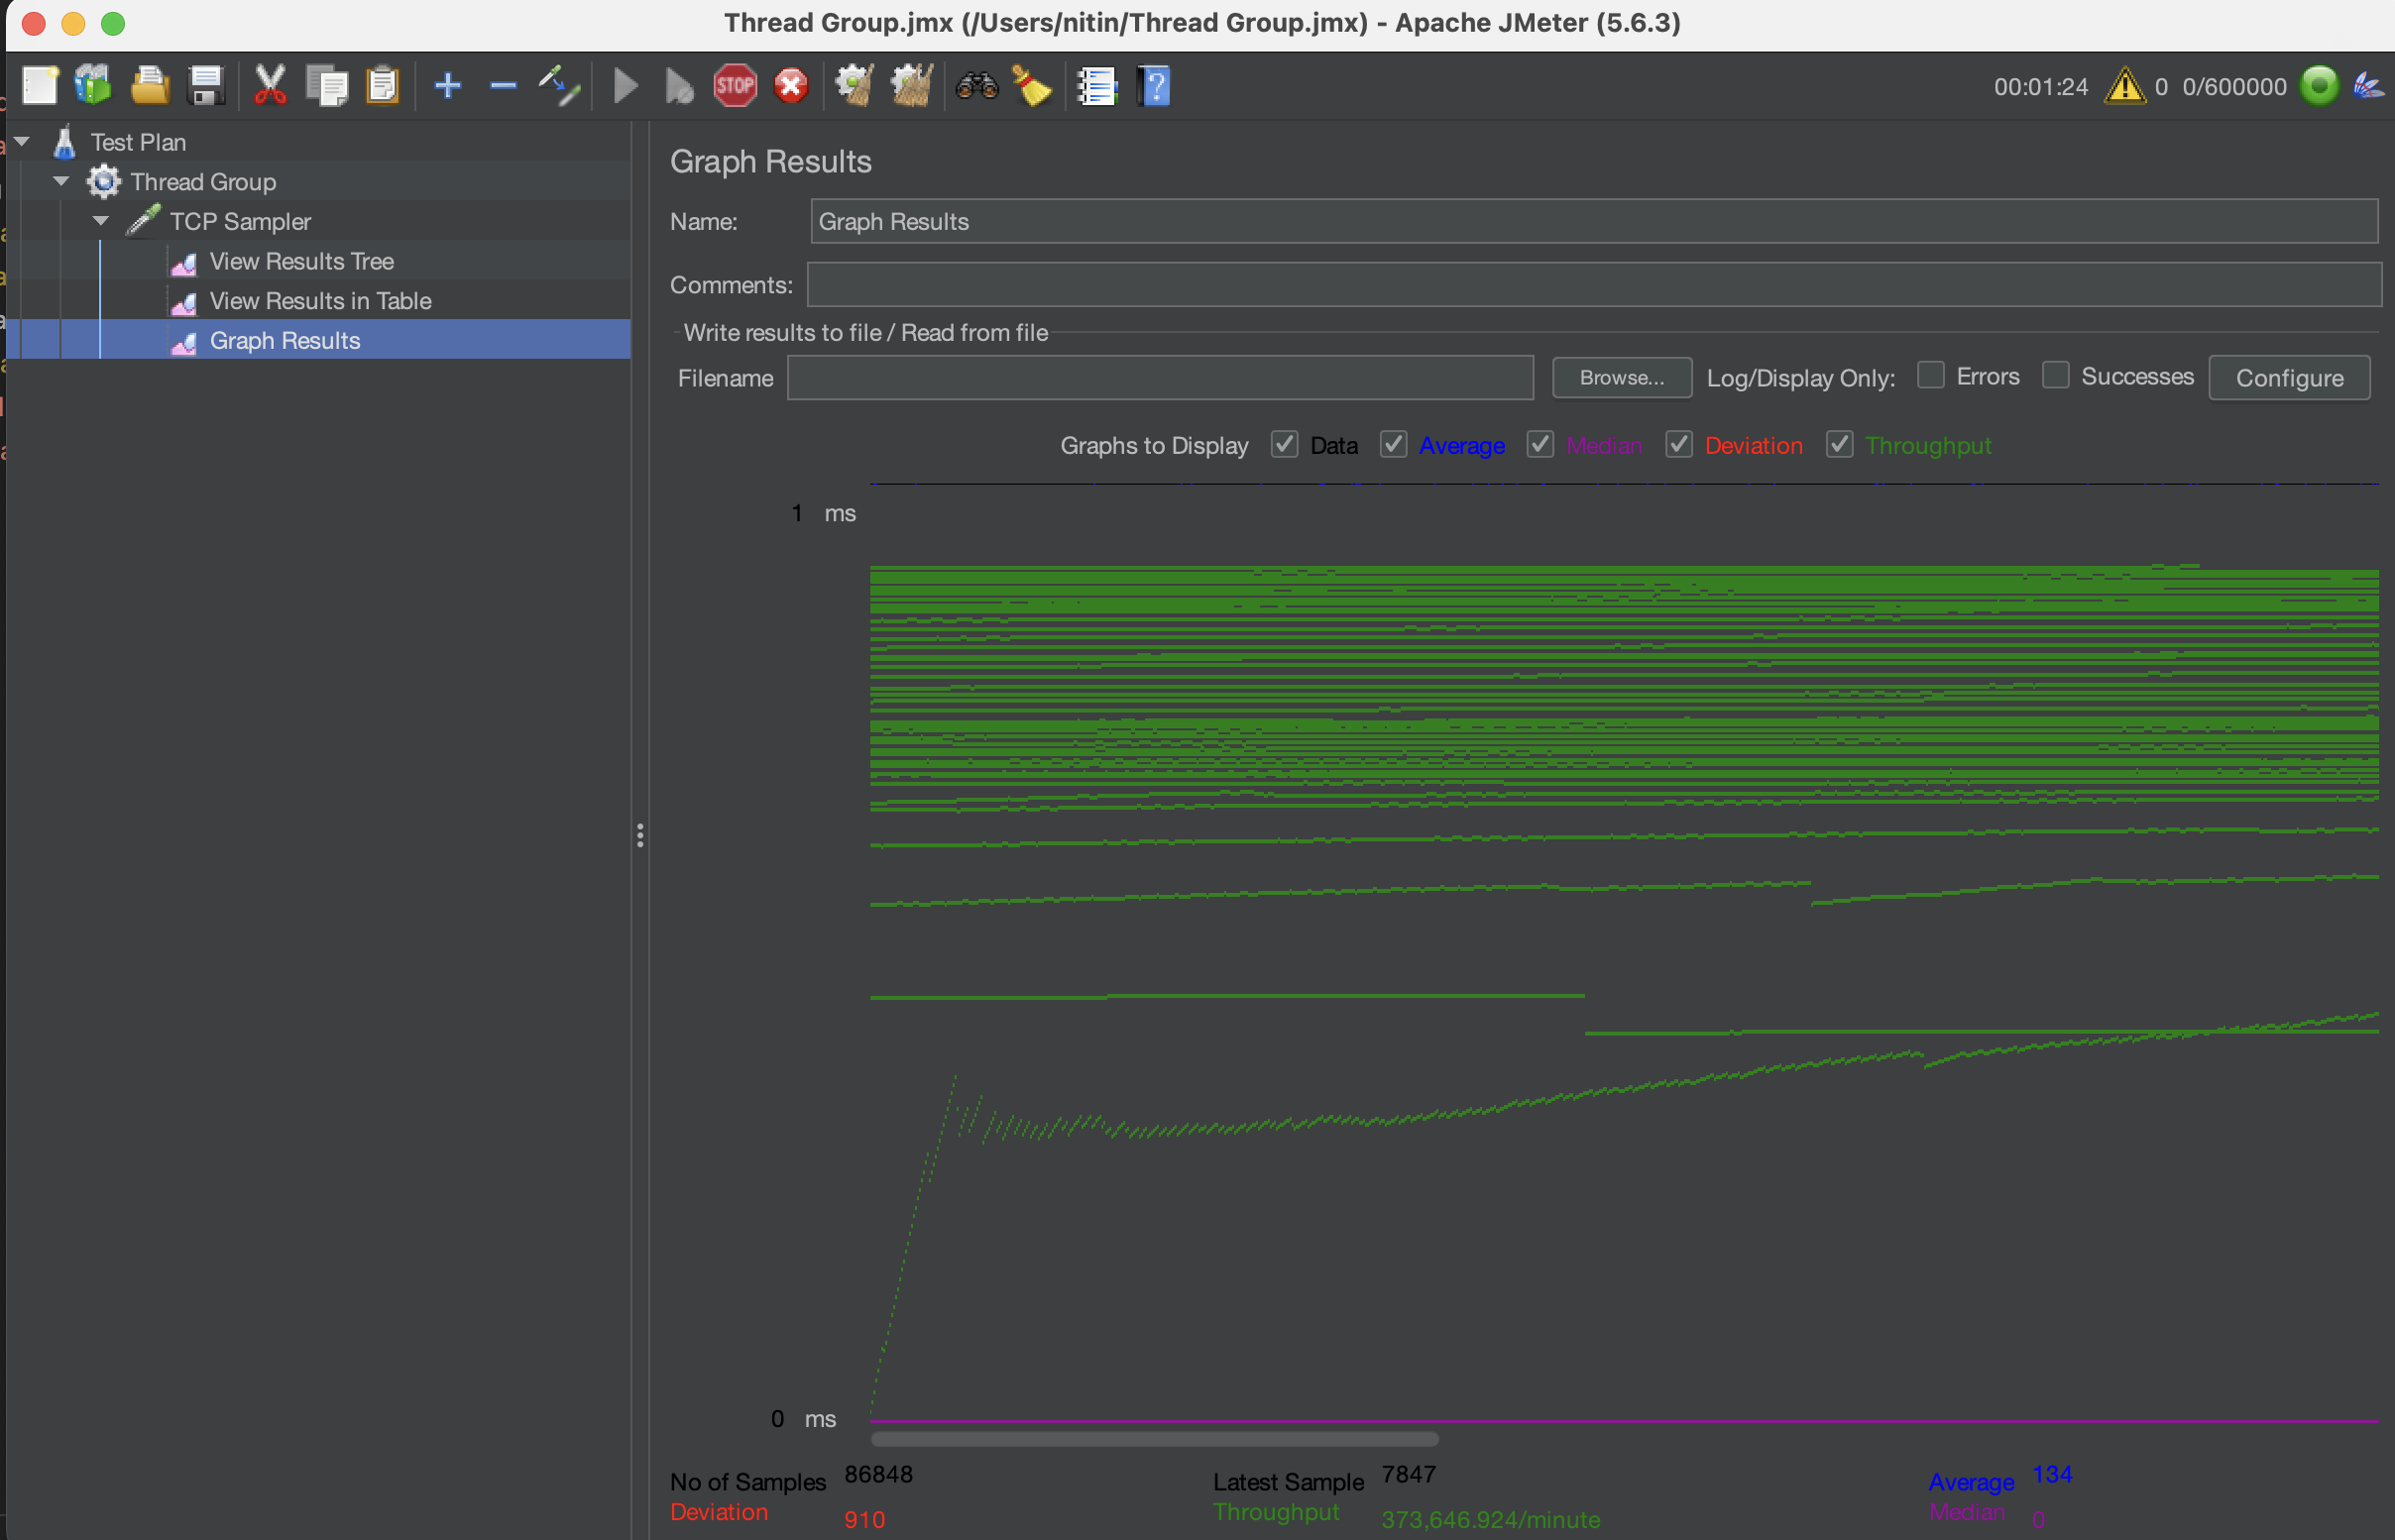 Thread Group.jmx (/Users/nitin/Thread Group.jmx) - Apache JMeter (5.6.3)
STOP
?
00:01:24 0 0/600000
Test Plan
Thread Group
TCP Sampler
View Results Tree
View Results in Table
Graph Results
Graph Results
Name: Graph Results
Comments:
Write results to file / Read from file
Filename Browse... Log/Display Only: Errors Successes Configure
Graphs to Display Data Average Median Deviation Throughput
1 ms
0 ms
No of Samples 86848 Latest Sample 7847 Average 134
Deviation 910 Throughput 373,646.924/minute Median 0